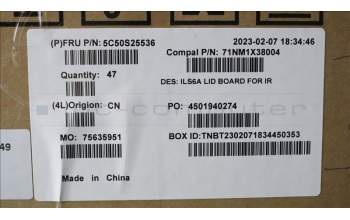 (P)FRU P/N: 5C50S25536
2023-02-07 18:34:46
Compal P/N: 71NM1X38004
Quantity: 47
DES: ILS6A LID BOARD FOR IR
(4L)Origion: CN
PO: 4501940274
MO: 75635951
BOX ID:TNBT2302071834450353
Made in China
49